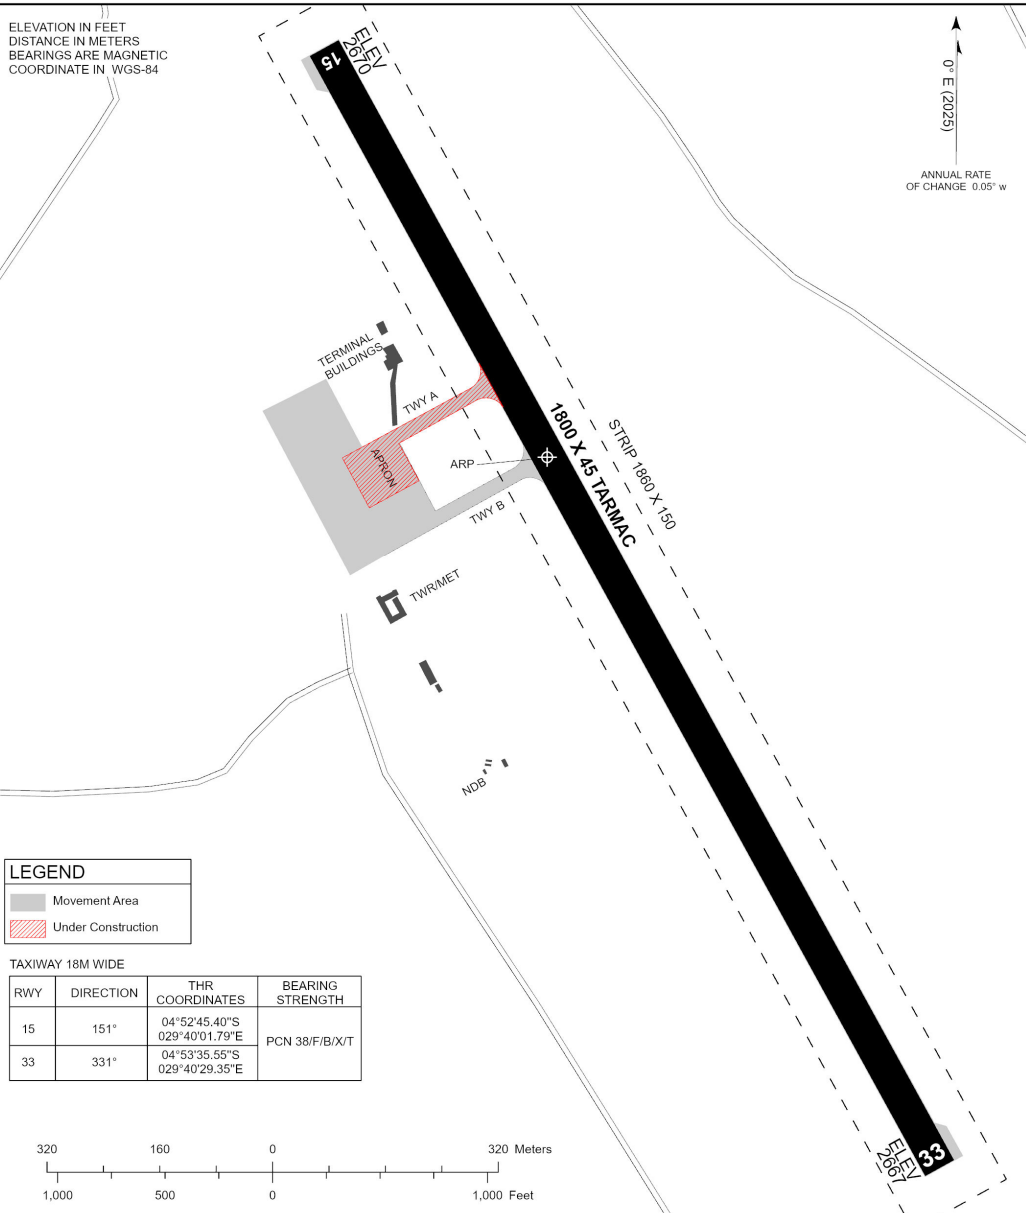 ELEVATION IN FEET
DISTANCE IN METERS
BEARINGS ARE MAGNETIC
COORDINATE IN WGS-84
15
ELEV
2670
0° E (2025)
ANNUAL RATE
OF CHANGE 0.05° w
TERMINAL
BUILDINGS
TWY A
APRON
ARP
TWY B
1800 X 45 TARMAC
STRIP 1860 X 150
TWR/MET
NDB
LEGEND
Movement Area
Under Construction
TAXIWAY 18M WIDE
RWY DIRECTION THR COORDINATES BEARING STRENGTH
15 151° 04°52'45.40"S 029°40'01.79"E PCN 38/F/B/X/T
33 331° 04°53'35.55"S 029°40'29.35"E
33
ELEV
2667
320 160 0 320 Meters
1,000 500 0 1,000 Feet